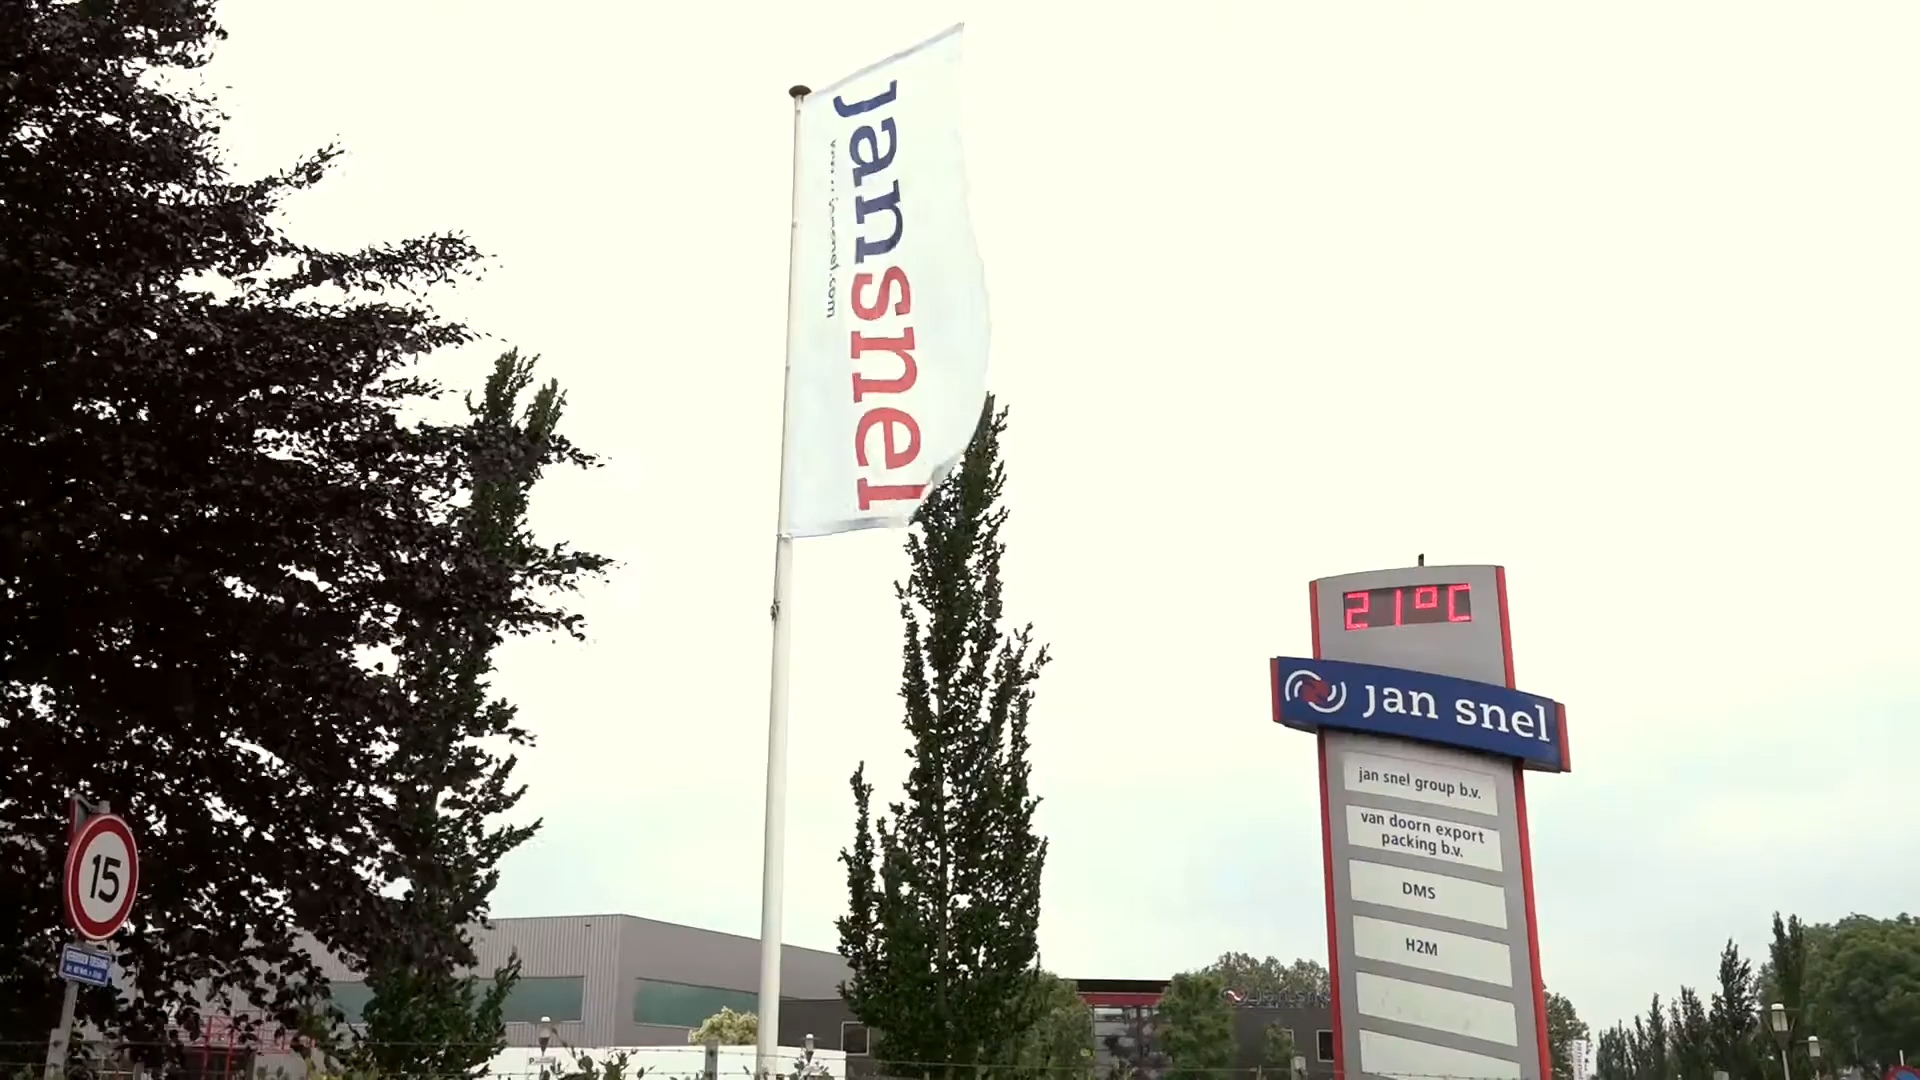 jansnel
21°C
jan snel
jan snel group b.v.
van doorn export
packing b.v.
DMS
H2M
15